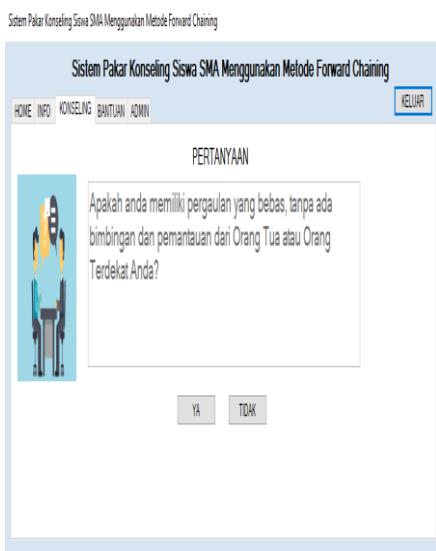 Sistem Pakar Konseling Siswa SMA Menggunakan Metode Forward Chaining
Sistem Pakar Konseling Siswa SMA Menggunakan Metode Forward Chaining
KELUAR
HOME INFO KONSELING BANTUAN ADMIN
PERTANYAAN
Apakah anda memiliki pergaulan yang bebas, tanpa ada
bimbingan dan pemantauan dari Orang Tua atau Orang
Terdekat Anda?
YA TIDAK